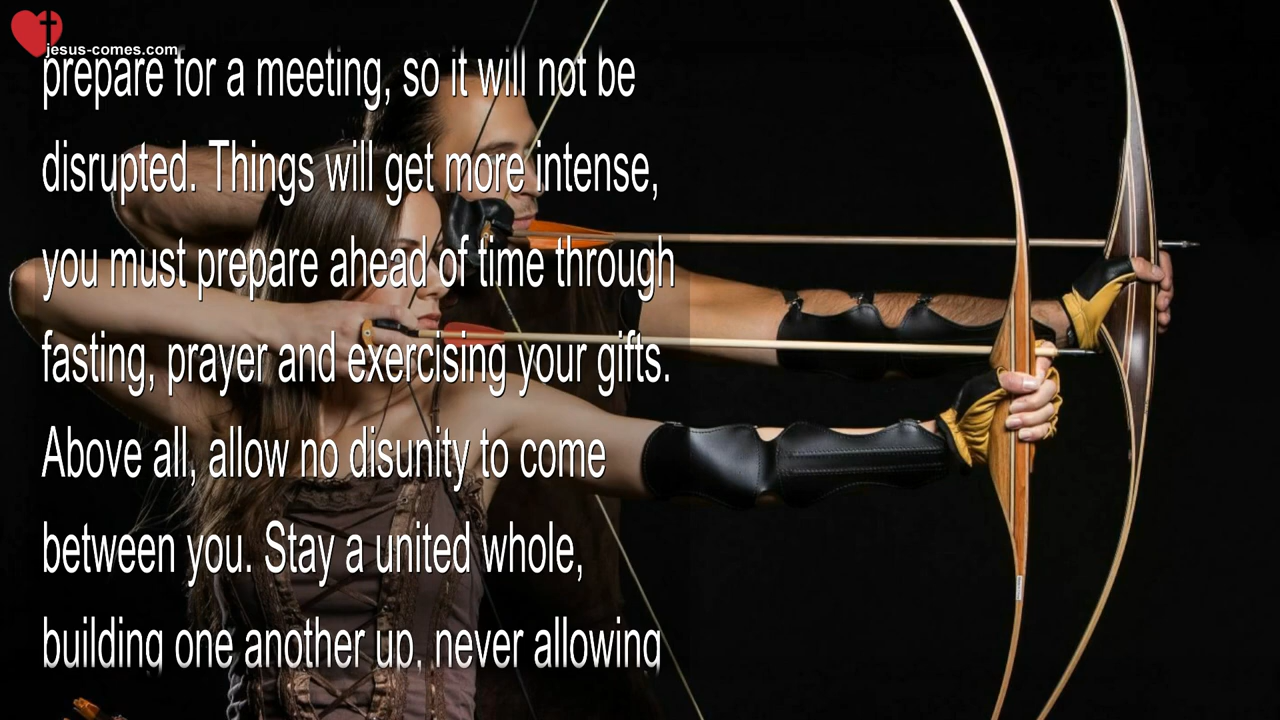 jesus-comes.com
prepare for a meeting, so it will not be
disrupted. Things will get more intense,
you must prepare ahead of time through
fasting, prayer and exercising your gifts.
Above all, allow no disunity to come
between you. Stay a united whole,
building one another up, never allowing